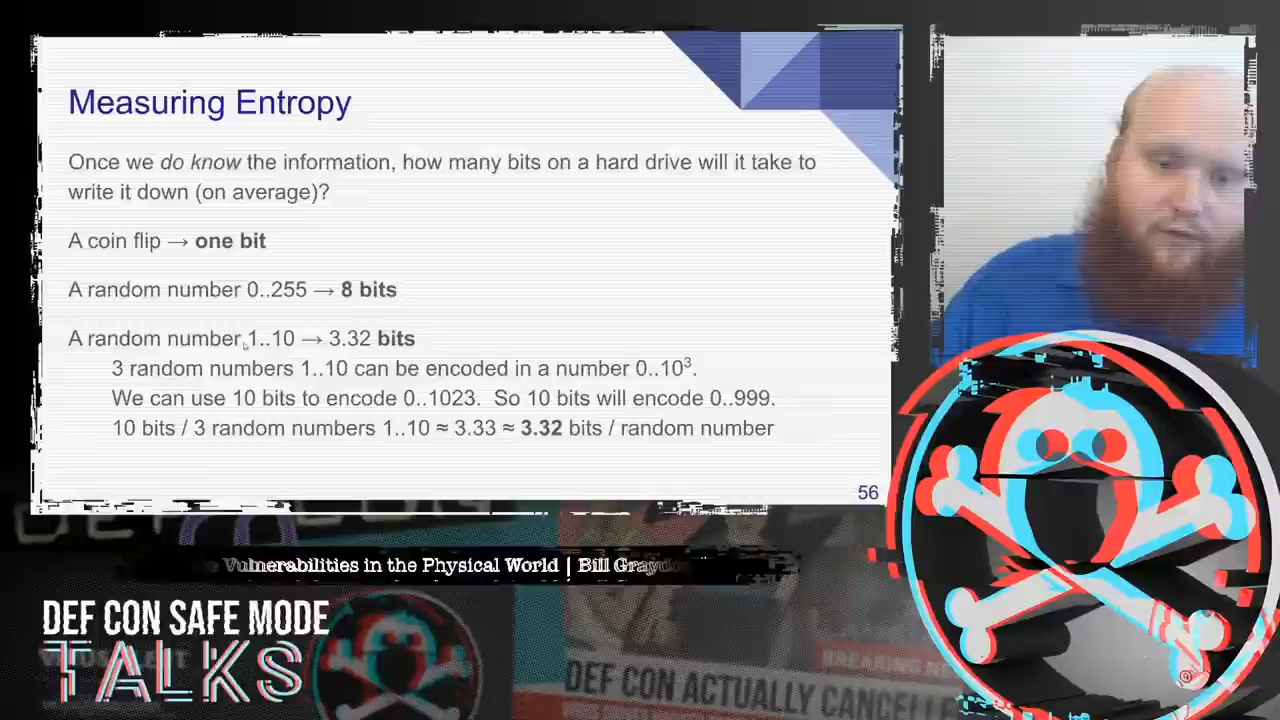 Measuring Entropy
Once we do know the information, how many bits on a hard drive will it take to
write it down (on average)?
A coin flip → one bit
A random number 0..255 → 8 bits
A random number 1..10 → 3.32 bits
3 random numbers 1..10 can be encoded in a number 0..10³.
We can use 10 bits to encode 0..1023. So 10 bits will encode 0..999.
10 bits / 3 random numbers 1..10 ≈ 3.33 ≈ 3.32 bits / random number
56
Vulnerabilities in the Physical World | Bill Grayd
DEF CON SAFE MODE
TALKS
BREAKING NE
DEF CON ACTUALLY CANCELLE
®